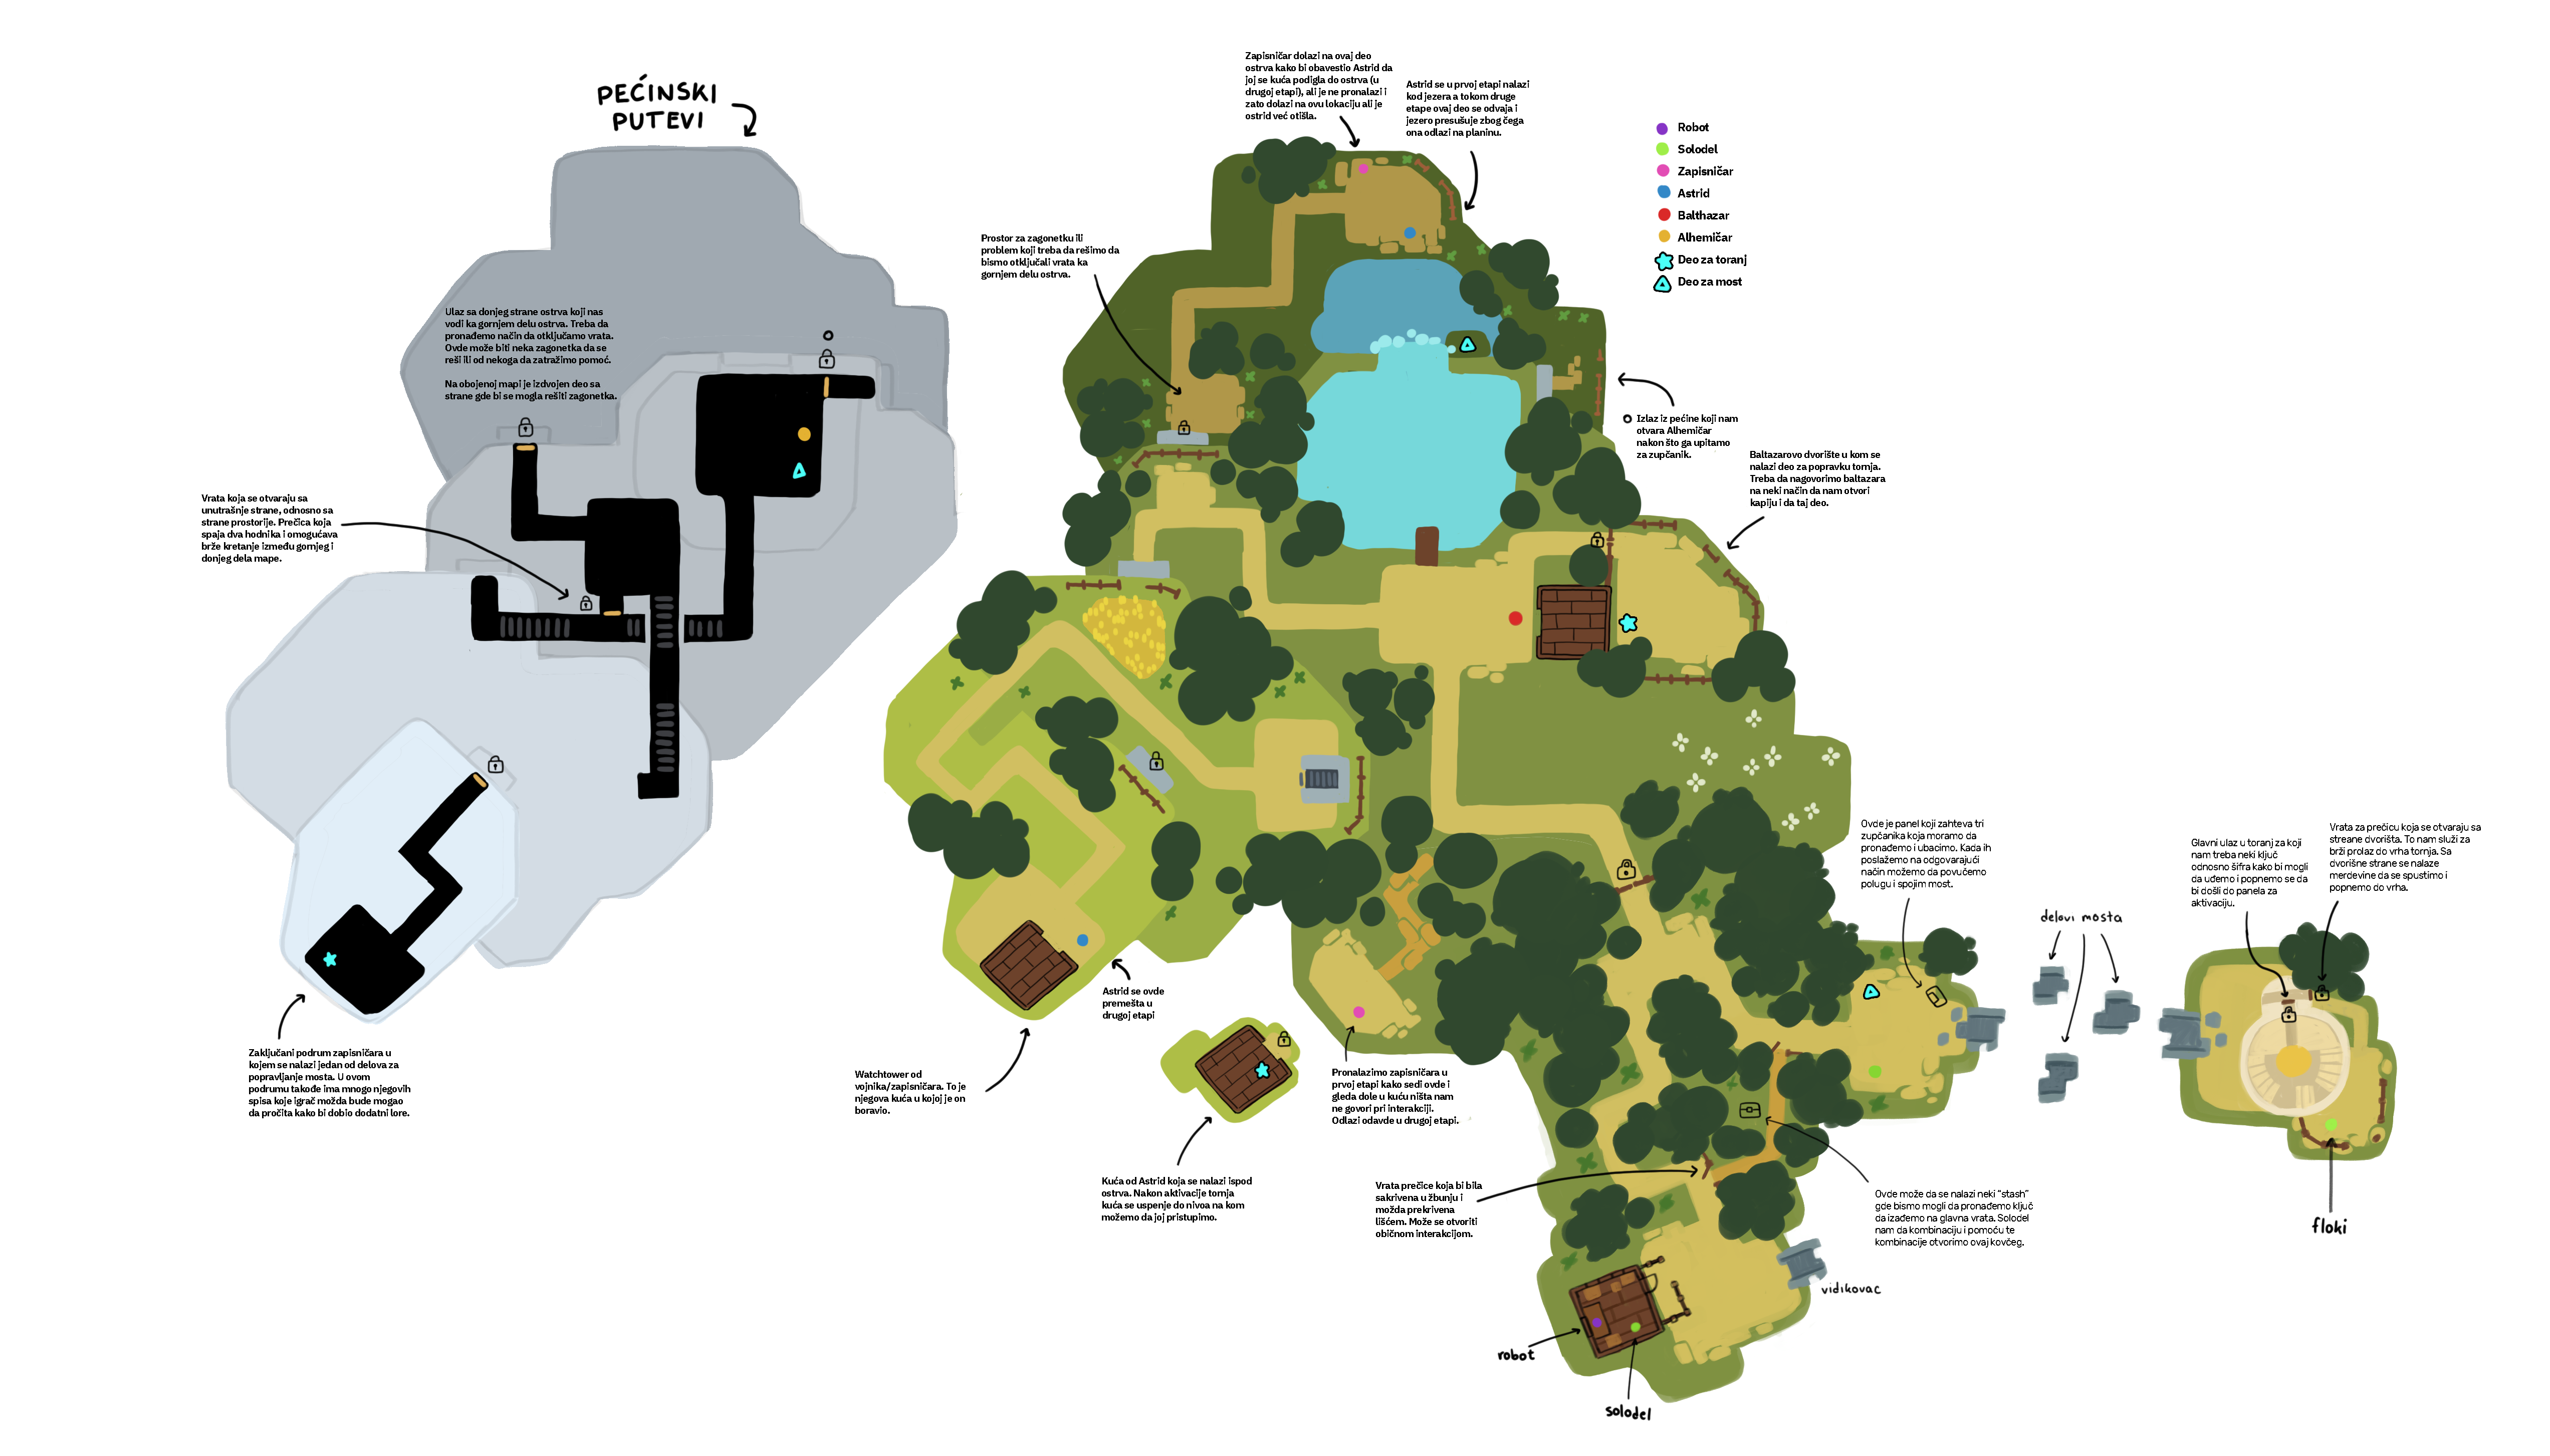 PEĆINSKI
PUTEVI
Ulaz sa donjeg strane ostrva koji nas
vodi ka gornjem delu ostrva. Treba da
pronađemo način da otključamo vrata.
Ovde može biti neka zagonetka da se
reši ili od nekoga da zatražimo pomoć.
Na obojenoj mapi je izdvojen deo sa
strane gde bi se mogla rešiti zagonetka.
Vrata koja se otvaraju sa
unutrašnje strane, odnosno sa
strane prostorije. Prečica koja
spaja dva hodnika i omogućava
brže kretanje između gornjeg i
donjeg dela mape.
Zaključani podrum zapisničara u
kojem se nalazi jedan od delova za
popravljanje mosta. U ovom
podrumu takođe ima mnogo njegovih
spisa koje igrač možda bude mogao
da pročita kako bi dobio dodatni lore.
Zapisničar dolazi na ovaj deo
ostrva kako bi obavestio Astrid da
joj se kuća podigla do ostrva (u
drugoj etapi), ali je ne pronalazi i
zato dolazi na ovu lokaciju ali je
ostrid već otišla.
Astrid se u prvoj etapi nalazi
kod jezera a tokom druge
etape ovaj deo se odvaja i
jezero presušuje zbog čega
ona odlazi na planinu.
Prostor za zagonetku ili
problem koji treba da rešimo da
bismo otključali vrata ka
gornjem delu ostrva.
Robot
Solodel
Zapisničar
Astrid
Balthazar
Alhemičar
Deo za toranj
Deo za most
Izlaz iz pećine koji nam
otvara Alhemičar
nakon što ga upitamo
za zupčanik.
Baltazarovo dvorište u kom se
nalazi deo za popravku tornja.
Treba da nagovorimo baltazara
na neki način da nam otvori
kapiju i da taj deo.
Ovde je panel koji zahteva tri
zupčanika koja moramo da
pronađemo i ubacimo. Kada ih
poslažemo na odgovarajući
način možemo da povučemo
polugu i spojim most.
delovi mosta
Glavni ulaz u toranj za koji
nam treba neki ključ
odnosno šifra kako bi mogli
da uđemo i popnemo se da
bi došli do panela za
aktivaciju.
Vrata za prečicu koja se otvaraju sa
streane dvorišta. To nam služi za
brži prolaz do vrha tornja. Sa
dvorišne strane se nalaze
merdevine da se spustimo i
popnemo do vrha.
Astrid se ovde
premešta u
drugoj etapi
Watchtower od
vojnika/zapisničara. To je
njegova kuća u kojoj je on
boravio.
Kuća od Astrid koja se nalazi ispod
ostrva. Nakon aktivacije tornja
kuća se uspenje do nivoa na kom
možemo da joj pristupimo.
Pronalazimo zapisničara u
prvoj etapi kako sedi ovde i
gleda dole u kuću ništa nam
ne govori pri interakciji.
Odlazi odavde u drugoj etapi.
Vrata prečice koja bi bila
sakrivena u žbunju i
možda prekrivena
lišćem. Može se otvoriti
običnom interakcijom.
Ovde može da se nalazi neki "stash"
gde bismo mogli da pronađemo ključ
da izađemo na glavna vrata. Solodel
nam da kombinaciju i pomoću te
kombinacije otvorimo ovaj kovčeg.
floki
vidikovac
robot
solodel